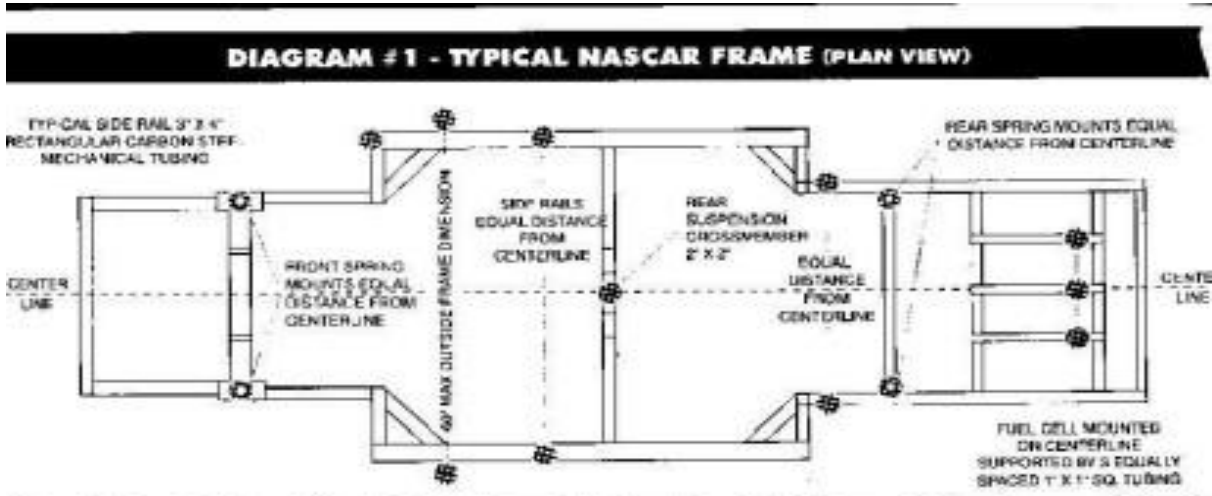 DIAGRAM #1 - TYPICAL NASCAR FRAME (PLAN VIEW)
TYPICAL SIDE RAIL 3" X 4"
RECTANGULAR CARBON STEEL
MECHANICAL TUBING
REAR SPRING MOUNTS EQUAL
DISTANCE FROM CENTERLINE
SIDE RAILS
EQUAL DISTANCE
FROM
CENTERLINE
REAR
SUSPENSION
CROSSMEMBER
2" X 2"
60" MAX OUTSIDE FRAME DIMENSION
CENTER
LINE
FRONT SPRING
MOUNTS EQUAL
DISTANCE FROM
CENTERLINE
EQUAL
DISTANCE
FROM
CENTERLINE
CENTE
LINE
FUEL CELL MOUNTED
ON CENTERLINE
SUPPORTED BY 5 EQUALLY
SPACED 1" X 1" SQ. TUBING